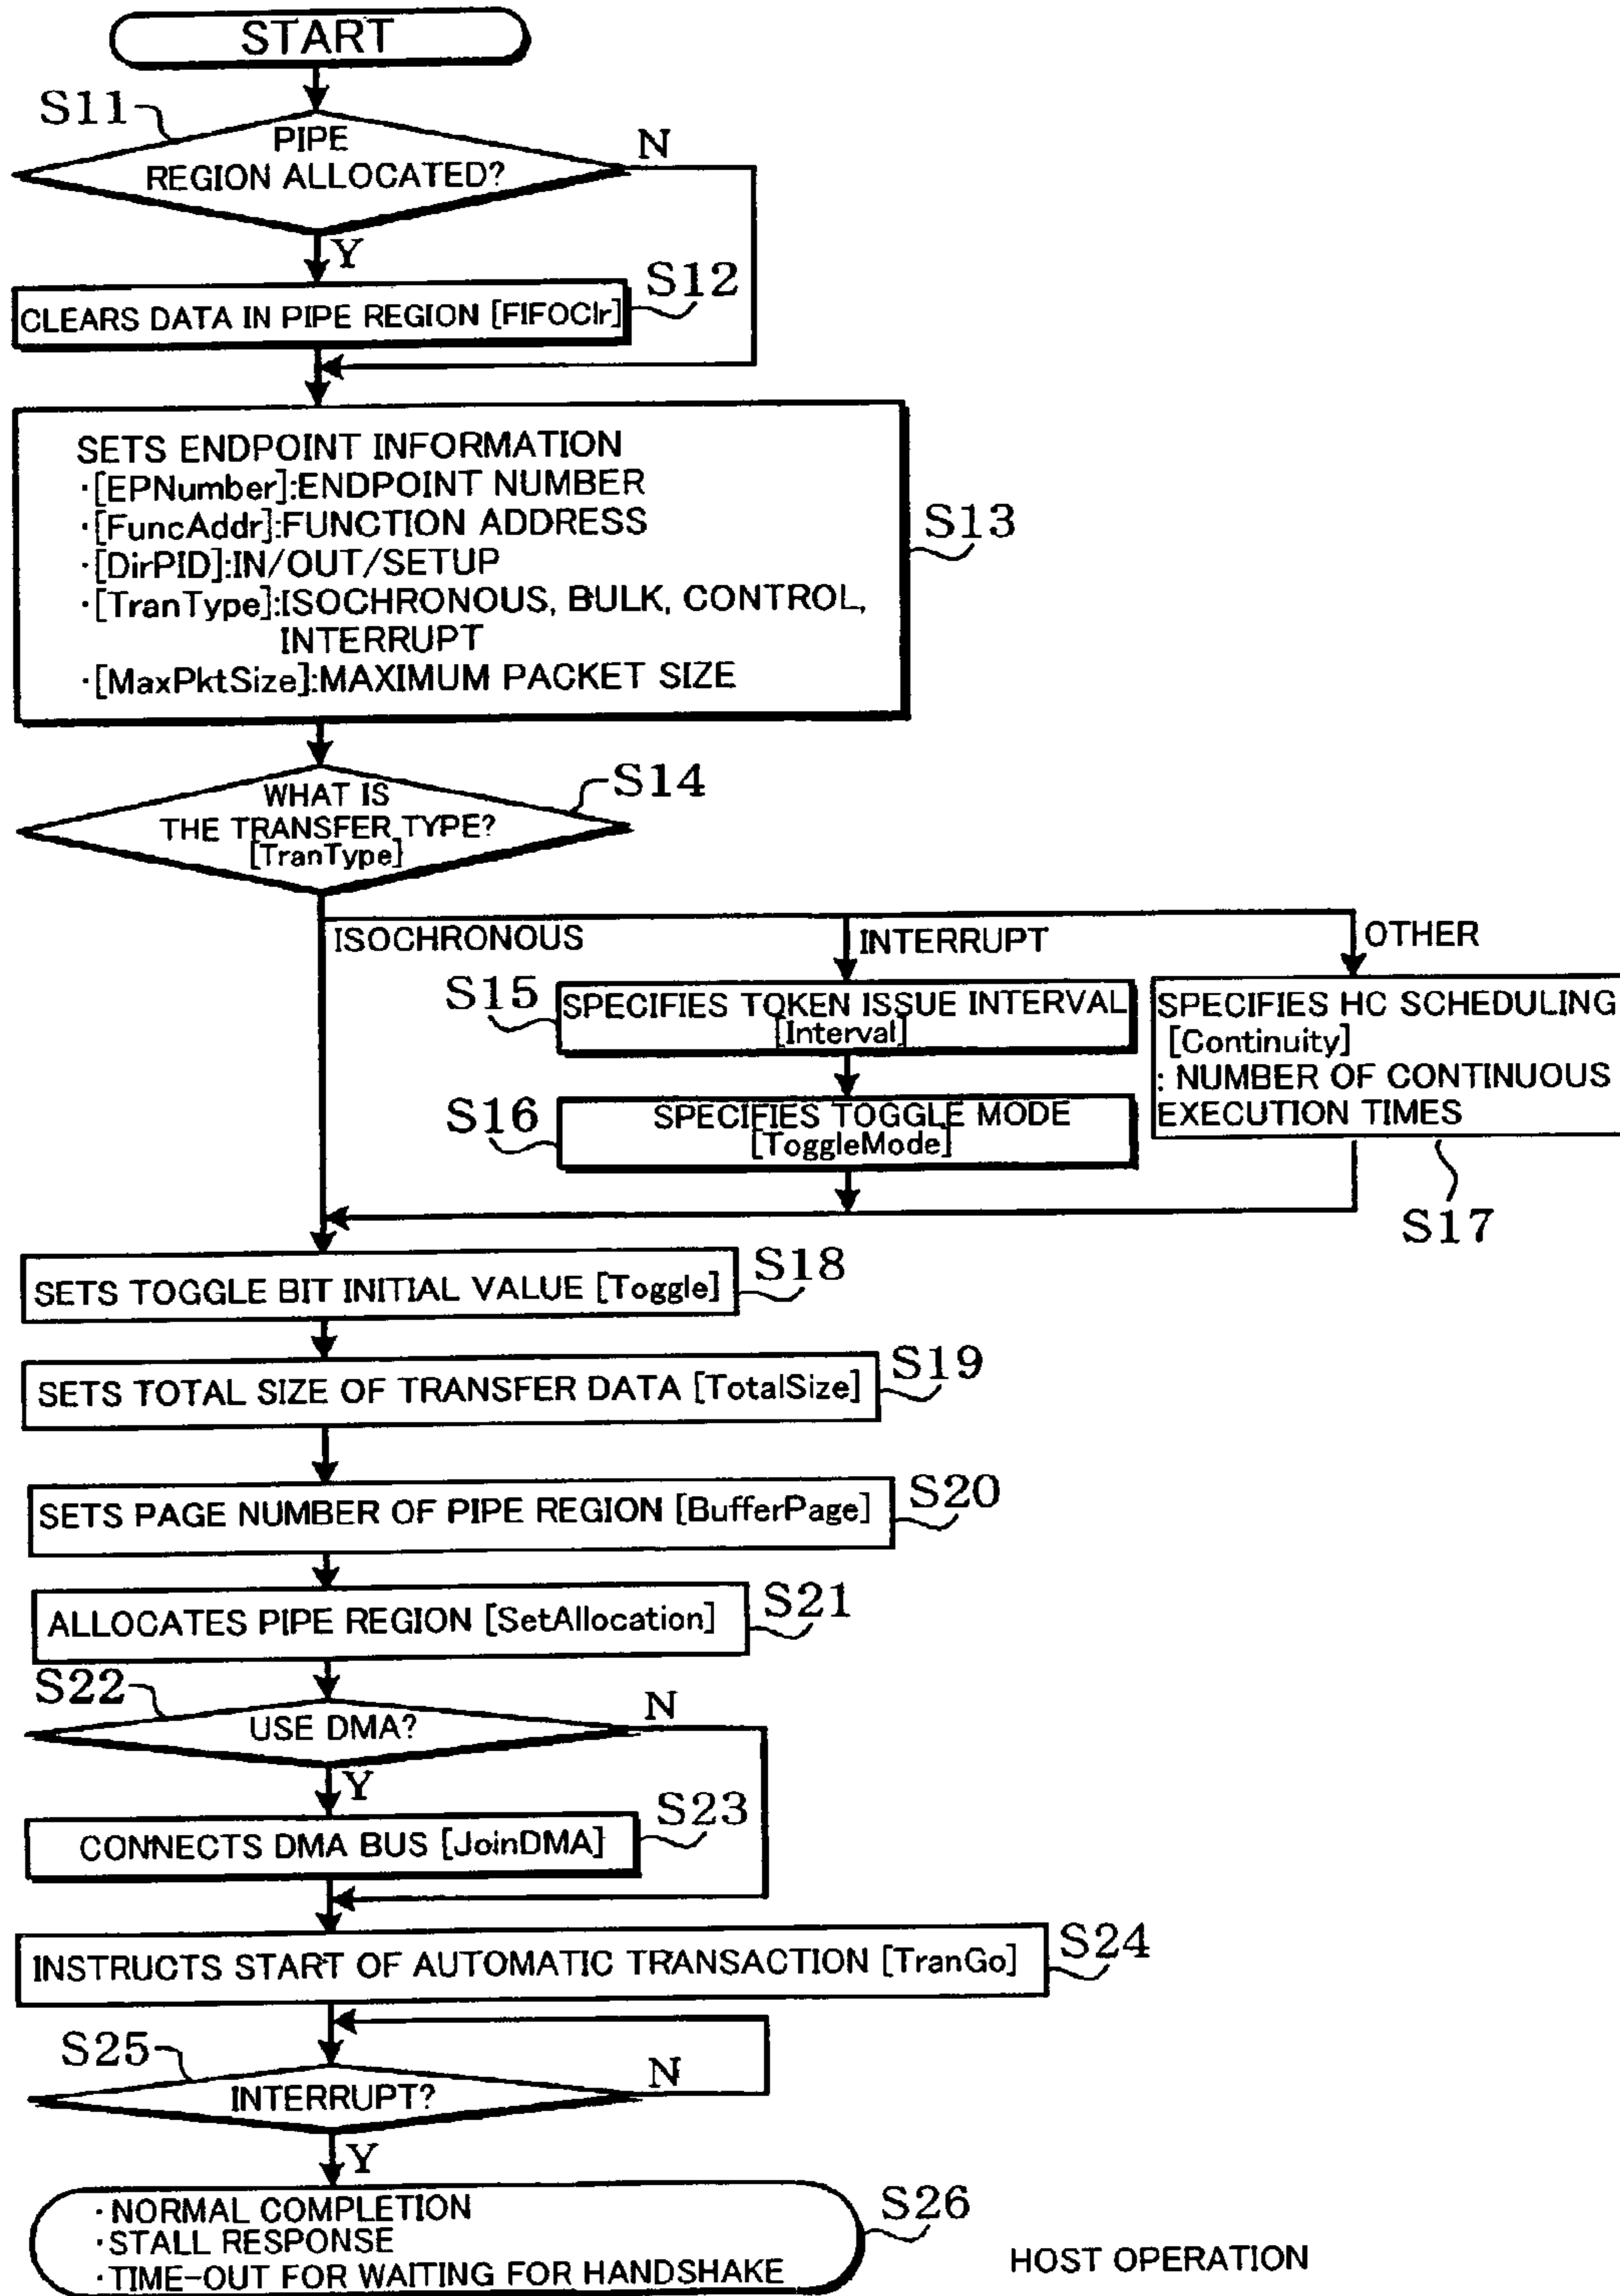 START
S11
PIPE
REGION ALLOCATED?
N
Y
S12
CLEARS DATA IN PIPE REGION [FIFOClr]
SETS ENDPOINT INFORMATION
·[EPNumber]:ENDPOINT NUMBER
·[FuncAddr]:FUNCTION ADDRESS
·[DirPID]:IN/OUT/SETUP
·[TranType]:ISOCHRONOUS, BULK, CONTROL,
INTERRUPT
·[MaxPktSize]:MAXIMUM PACKET SIZE
S13
S14
WHAT IS
THE TRANSFER TYPE?
[TranType]
ISOCHRONOUS
INTERRUPT
OTHER
S15
SPECIFIES TOKEN ISSUE INTERVAL
[Interval]
S16
SPECIFIES TOGGLE MODE
[ToggleMode]
SPECIFIES HC SCHEDULING
[Continuity]
: NUMBER OF CONTINUOUS
EXECUTION TIMES
S17
S18
SETS TOGGLE BIT INITIAL VALUE [Toggle]
S19
SETS TOTAL SIZE OF TRANSFER DATA [TotalSize]
S20
SETS PAGE NUMBER OF PIPE REGION [BufferPage]
S21
ALLOCATES PIPE REGION [SetAllocation]
S22
USE DMA?
N
Y
S23
CONNECTS DMA BUS [JoinDMA]
S24
INSTRUCTS START OF AUTOMATIC TRANSACTION [TranGo]
S25
INTERRUPT?
N
Y
S26
·NORMAL COMPLETION
·STALL RESPONSE
·TIME-OUT FOR WAITING FOR HANDSHAKE
HOST OPERATION